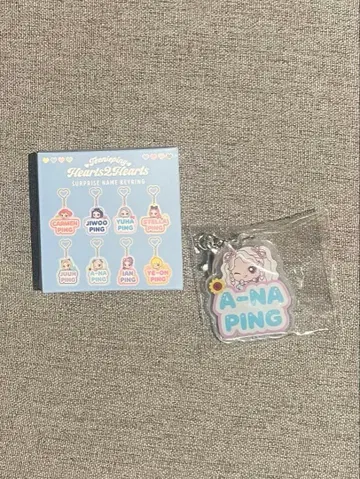 Teenieping
Hearts2Hearts
SURPRISE NAME KEYRING
CARMEN PING
JIWOO PING
YUHA PING
STELLA PING
JUUN PING
A-NA PING
IAN PING
YE-ON PING
A-NA
PING